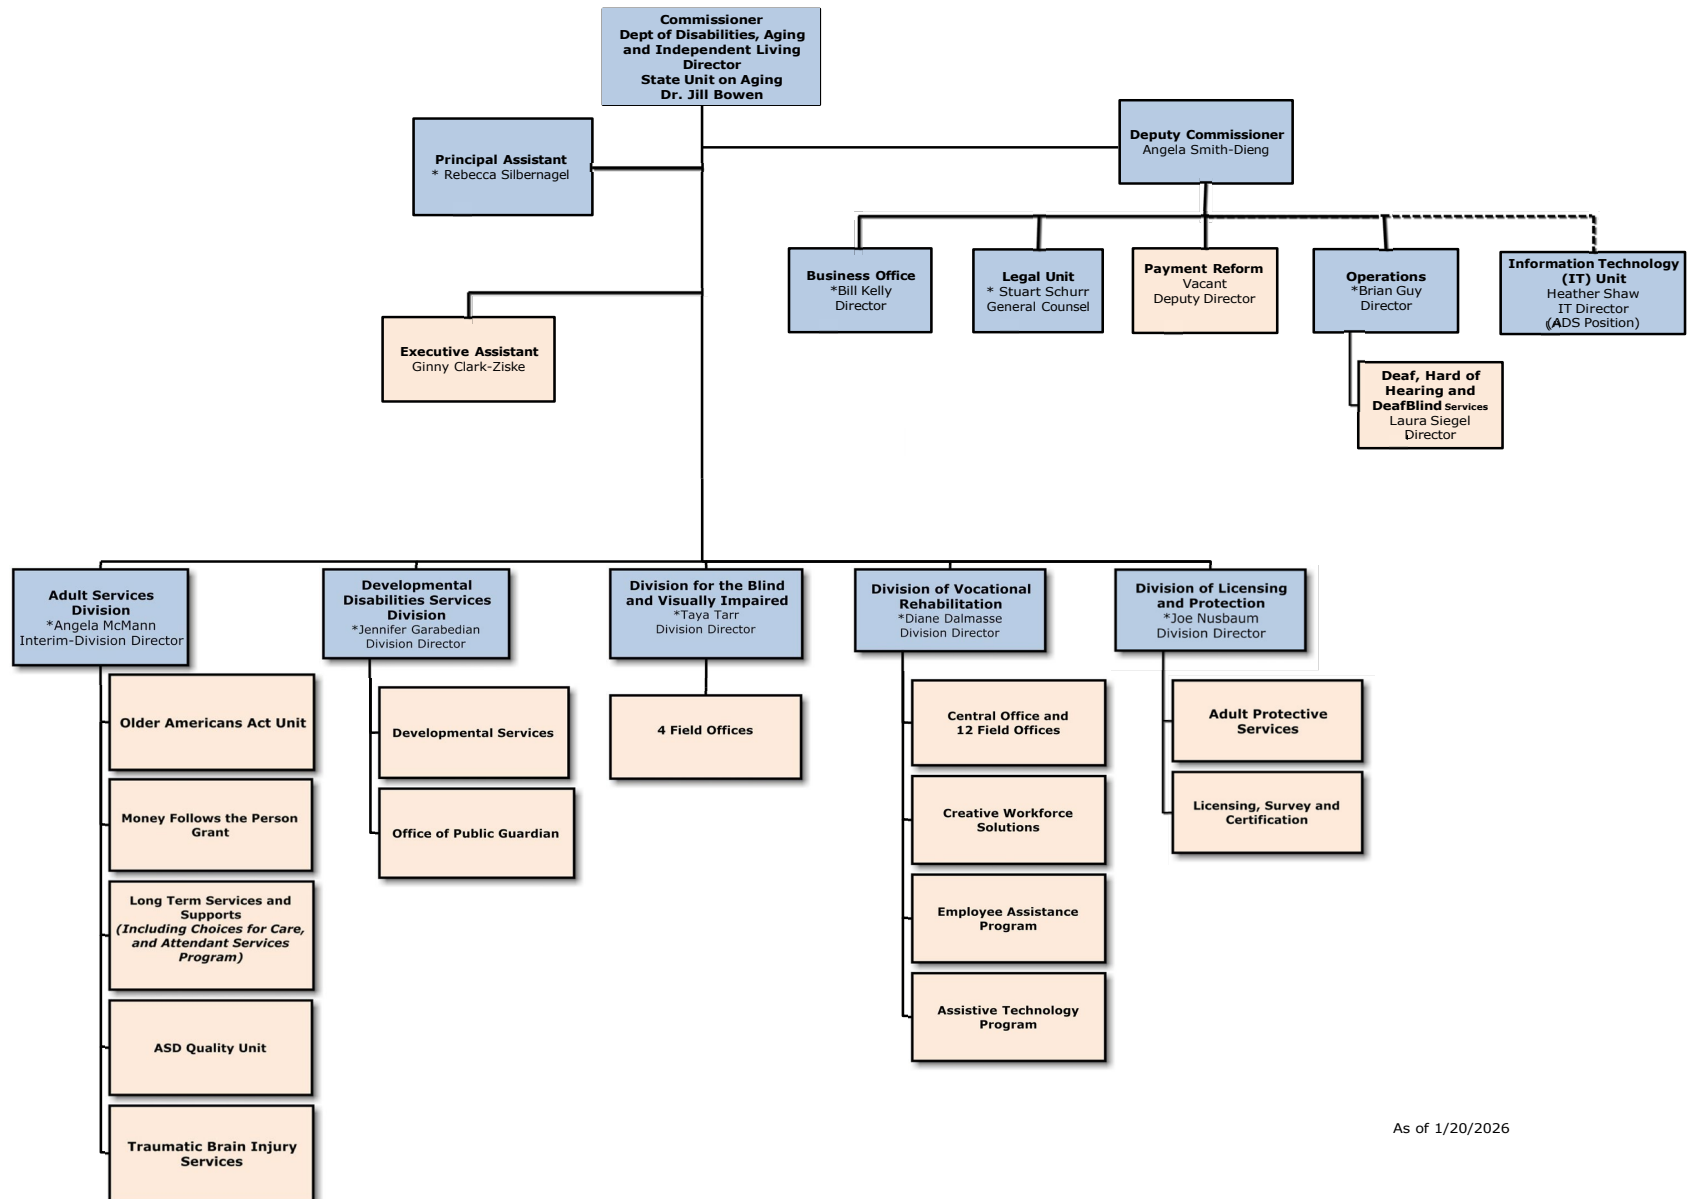 Commissioner
Dept of Disabilities, Aging
and Independent Living
Director
State Unit on Aging
Dr. Jill Bowen
Deputy Commissioner
Angela Smith-Dieng
Principal Assistant
* Rebecca Silbernagel
Business Office
*Bill Kelly
Director
Legal Unit
* Stuart Schurr
General Counsel
Payment Reform
Vacant
Deputy Director
Operations
*Brian Guy
Director
Information Technology
(IT) Unit
Heather Shaw
IT Director
(ADS Position)
Executive Assistant
Ginny Clark-Ziske
Deaf, Hard of
Hearing and
DeafBlind Services
Laura Siegel
Director
Adult Services
Division
*Angela McMann
Interim-Division Director
Developmental
Disabilities Services
Division
*Jennifer Garabedian
Division Director
Division for the Blind
and Visually Impaired
*Taya Tarr
Division Director
Division of Vocational
Rehabilitation
*Diane Dalmasse
Division Director
Division of Licensing
and Protection
*Joe Nusbaum
Division Director
Older Americans Act Unit
Money Follows the Person
Grant
Long Term Services and
Supports
(Including Choices for Care,
and Attendant Services
Program)
ASD Quality Unit
Traumatic Brain Injury
Services
Developmental Services
Office of Public Guardian
4 Field Offices
Central Office and
12 Field Offices
Creative Workforce
Solutions
Employee Assistance
Program
Assistive Technology
Program
Adult Protective
Services
Licensing, Survey and
Certification
As of 1/20/2026